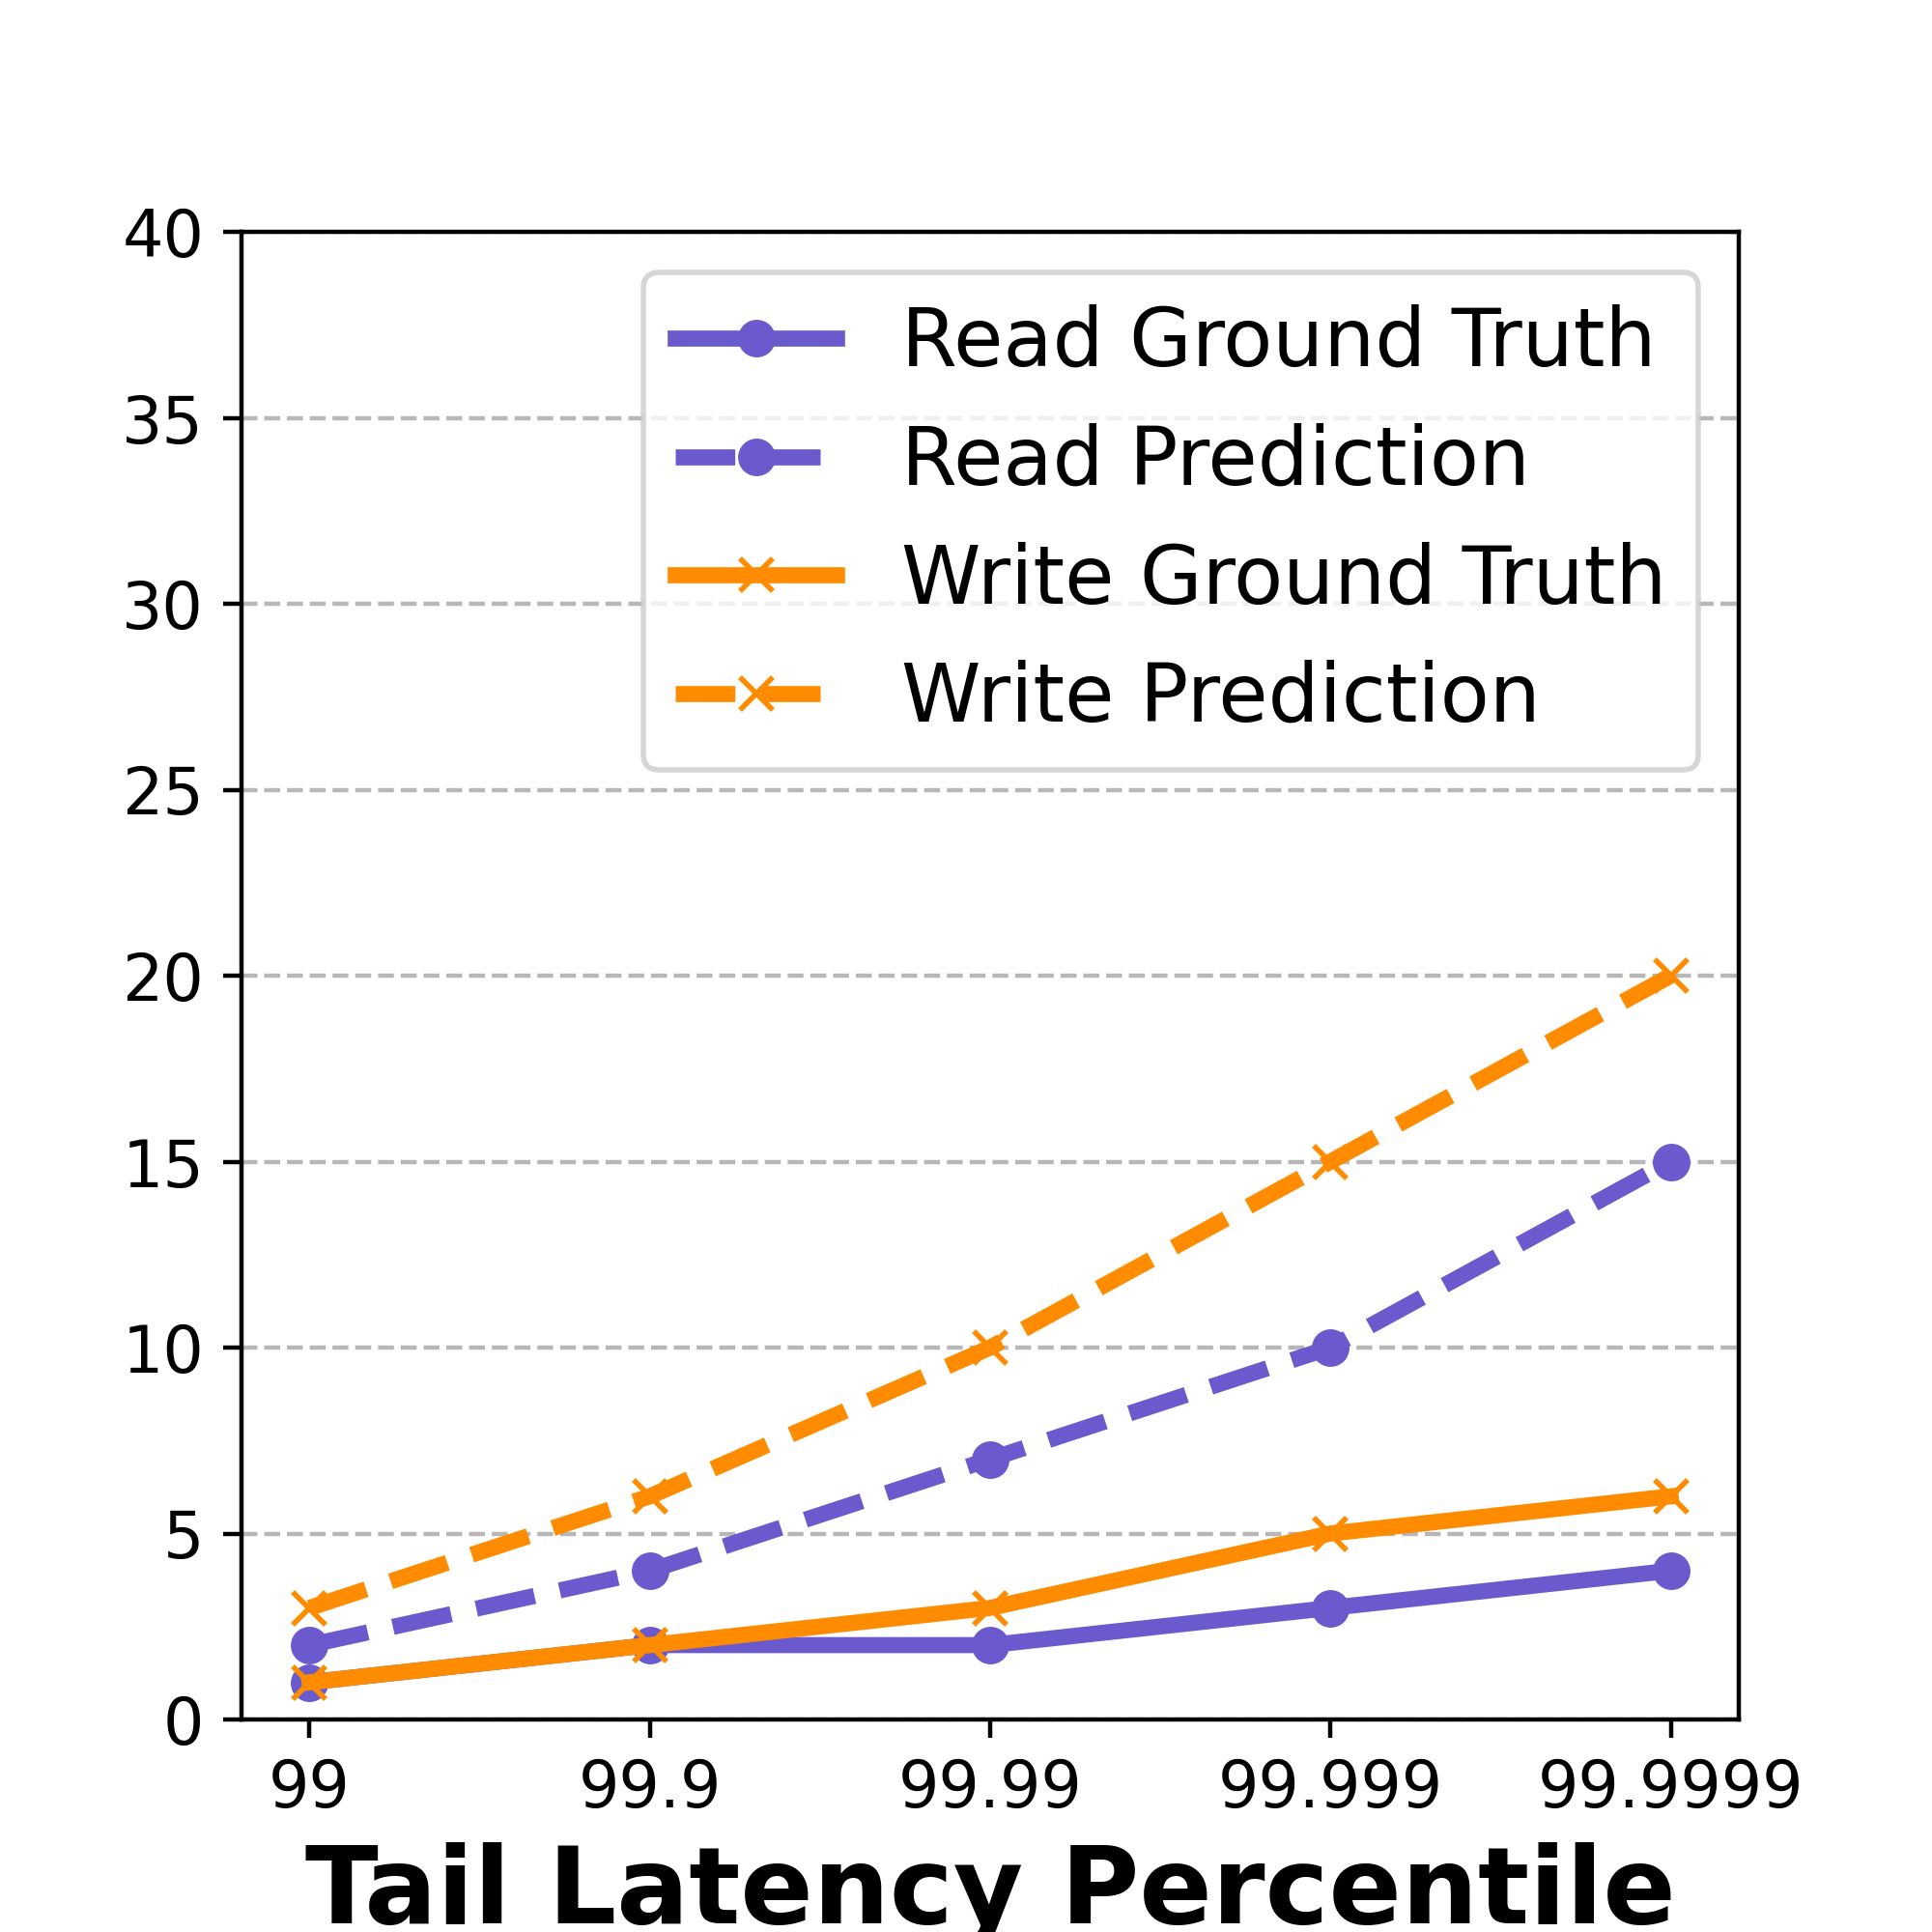 40
35
30
25
20
15
10
5
0
Read Ground Truth
Read Prediction
Write Ground Truth
Write Prediction
99 99.9 99.99 99.999 99.9999
Tail Latency Percentile